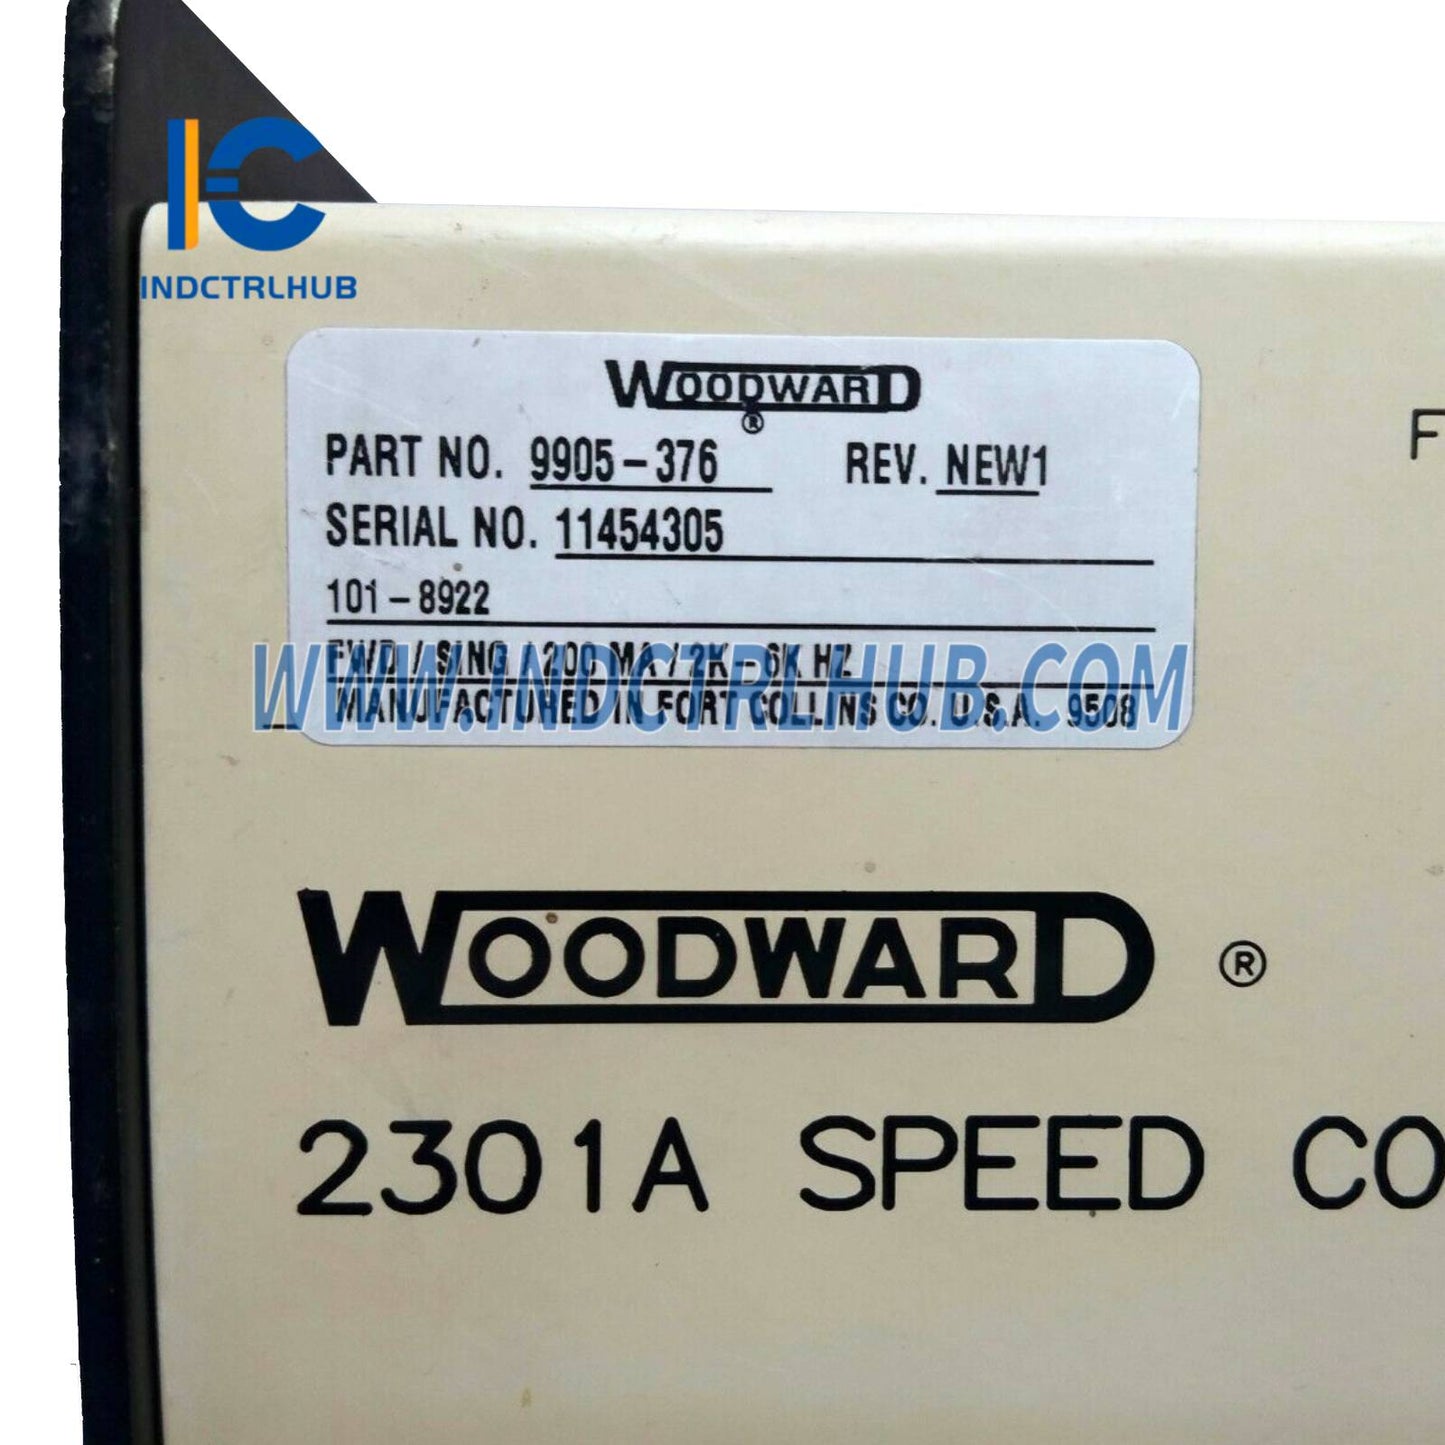 INDCTRLHUB
WOODWARD
®
PART NO. 9905-376 REV. NEW1
SERIAL NO. 11454305
101-8922
FWD / SING / 200 MA / 2K-6K HZ
WWW.INDCTRLHUB.COM
MANUFACTURED IN FORT COLLINS CO. U.S.A. 9508
F
WOODWARD ®
2301A SPEED CO